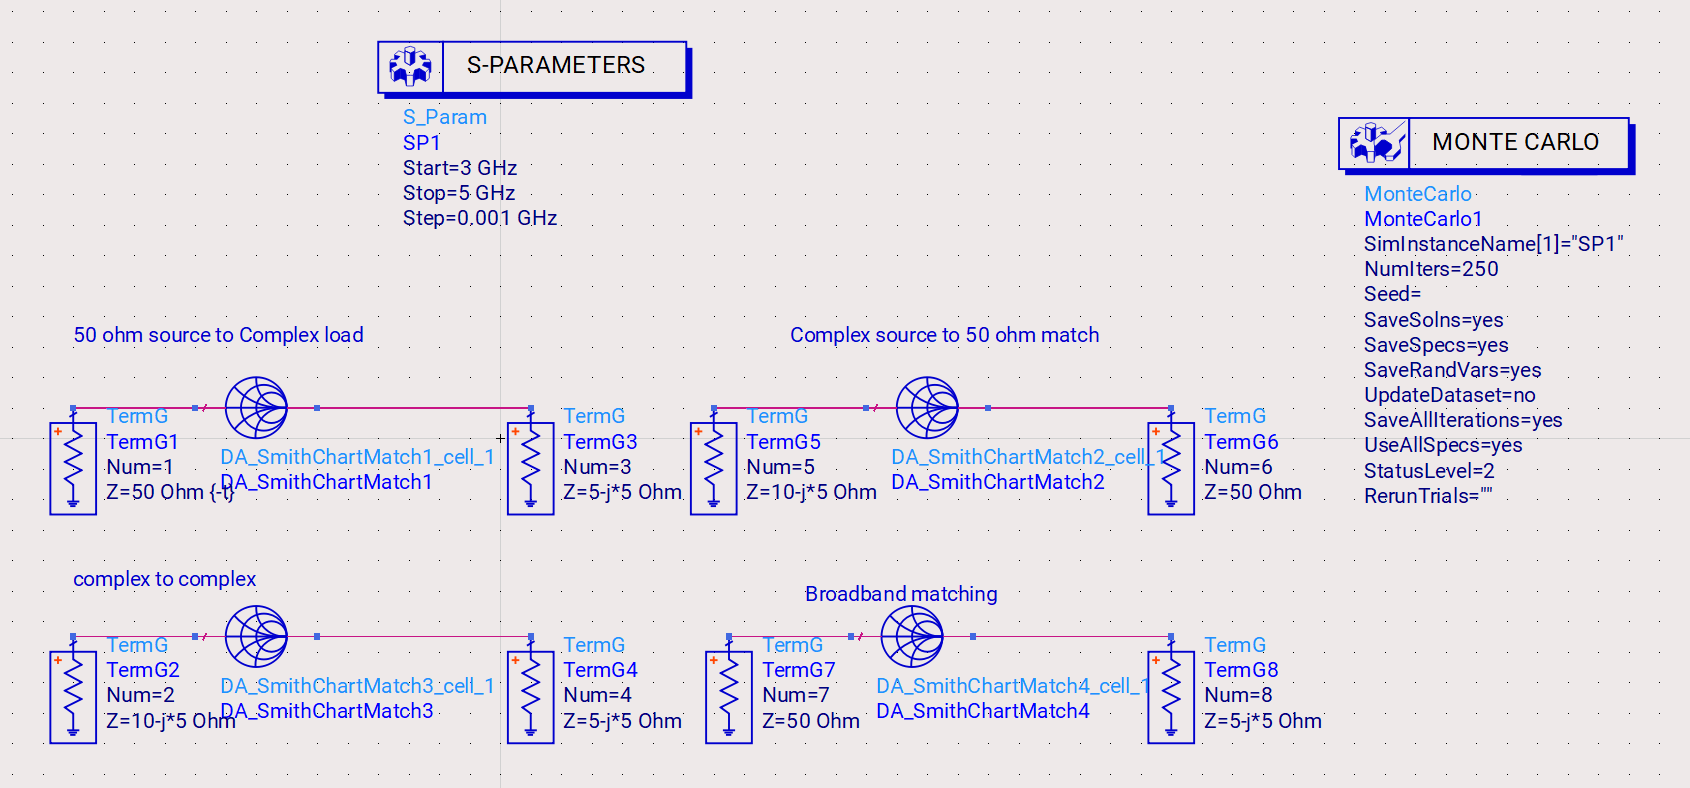 S-PARAMETERS
S_Param
SP1
Start=3 GHz
Stop=5 GHz
Step=0.001 GHz
MONTE CARLO
MonteCarlo
MonteCarlo1
SimInstanceName[1]="SP1"
NumIters=250
Seed=
SaveSolns=yes
SaveSpecs=yes
SaveRandVars=yes
UpdateDataset=no
SaveAllIterations=yes
UseAllSpecs=yes
StatusLevel=2
RerunTrials=""
50 ohm source to Complex load
TermG
TermG1
Num=1
Z=50 Ohm {-t}
DA_SmithChartMatch1_cell_1
DA_SmithChartMatch1
TermG
TermG3
Num=3
Z=5-j*5 Ohm
Complex source to 50 ohm match
TermG
TermG5
Num=5
Z=10-j*5 Ohm
DA_SmithChartMatch2_cell_1
DA_SmithChartMatch2
TermG
TermG6
Num=6
Z=50 Ohm
complex to complex
TermG
TermG2
Num=2
Z=10-j*5 Ohm
DA_SmithChartMatch3_cell_1
DA_SmithChartMatch3
TermG
TermG4
Num=4
Z=5-j*5 Ohm
Broadband matching
TermG
TermG7
Num=7
Z=50 Ohm
DA_SmithChartMatch4_cell_1
DA_SmithChartMatch4
TermG
TermG8
Num=8
Z=5-j*5 Ohm